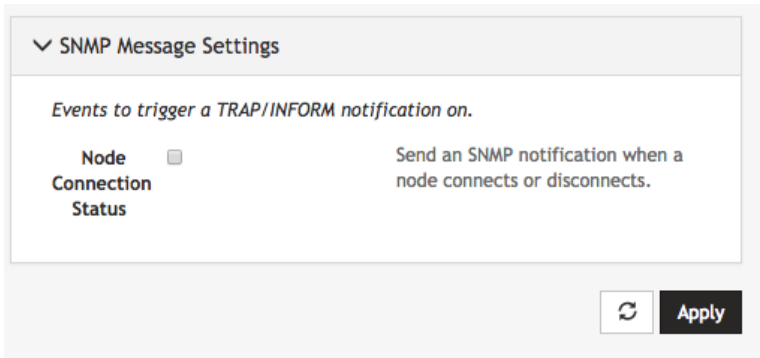 SNMP Message Settings
Events to trigger a TRAP/INFORM notification on.
Node
Connection
Status
Send an SNMP notification when a
node connects or disconnects.
Apply